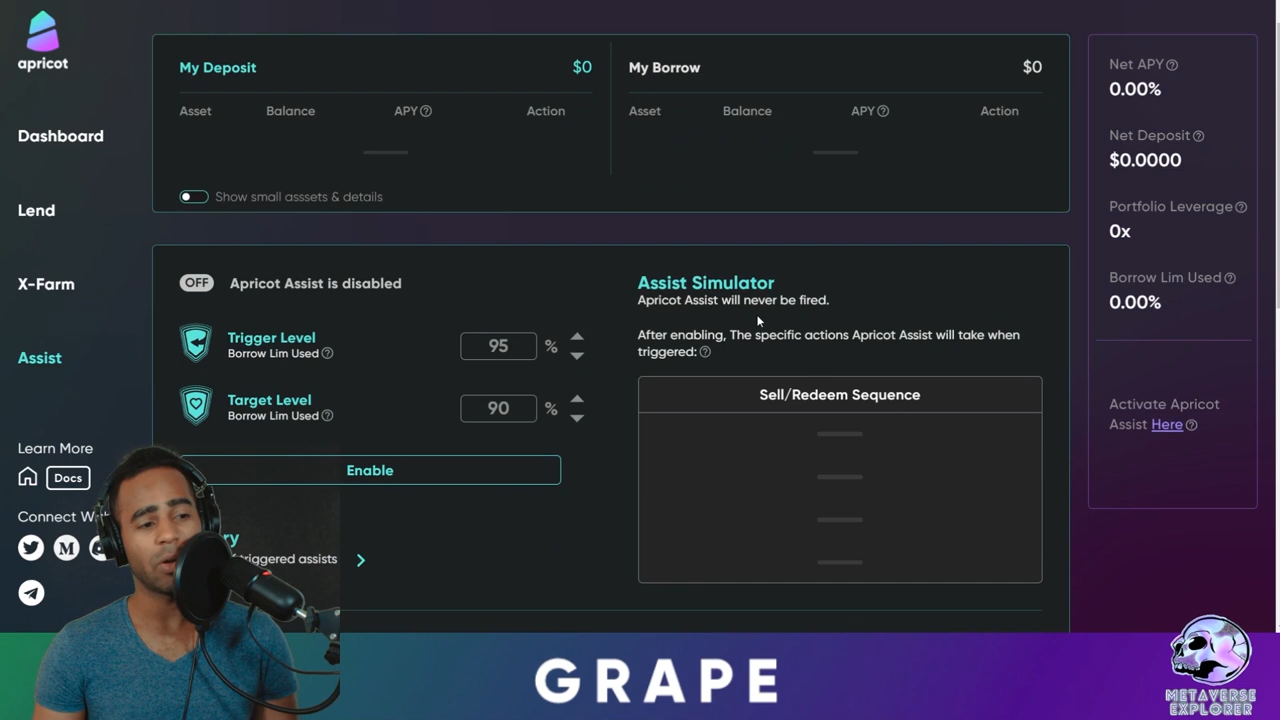 apricot
Dashboard
Lend
X-Farm
Assist
Learn More
Docs
Connect Wit
My Deposit $0
Asset Balance APY Action
Show small asssets & details
My Borrow $0
Asset Balance APY Action
OFF Apricot Assist is disabled
Trigger Level
Borrow Lim Used
95 %
Target Level
Borrow Lim Used
90 %
Enable
ry
triggered assists
Assist Simulator
Apricot Assist will never be fired.
After enabling, The specific actions Apricot Assist will take when
triggered:
Sell/Redeem Sequence
Net APY
0.00%
Net Deposit
$0.0000
Portfolio Leverage
0x
Borrow Lim Used
0.00%
Activate Apricot
Assist Here
GRAPE
METAVERSE
EXPLORER